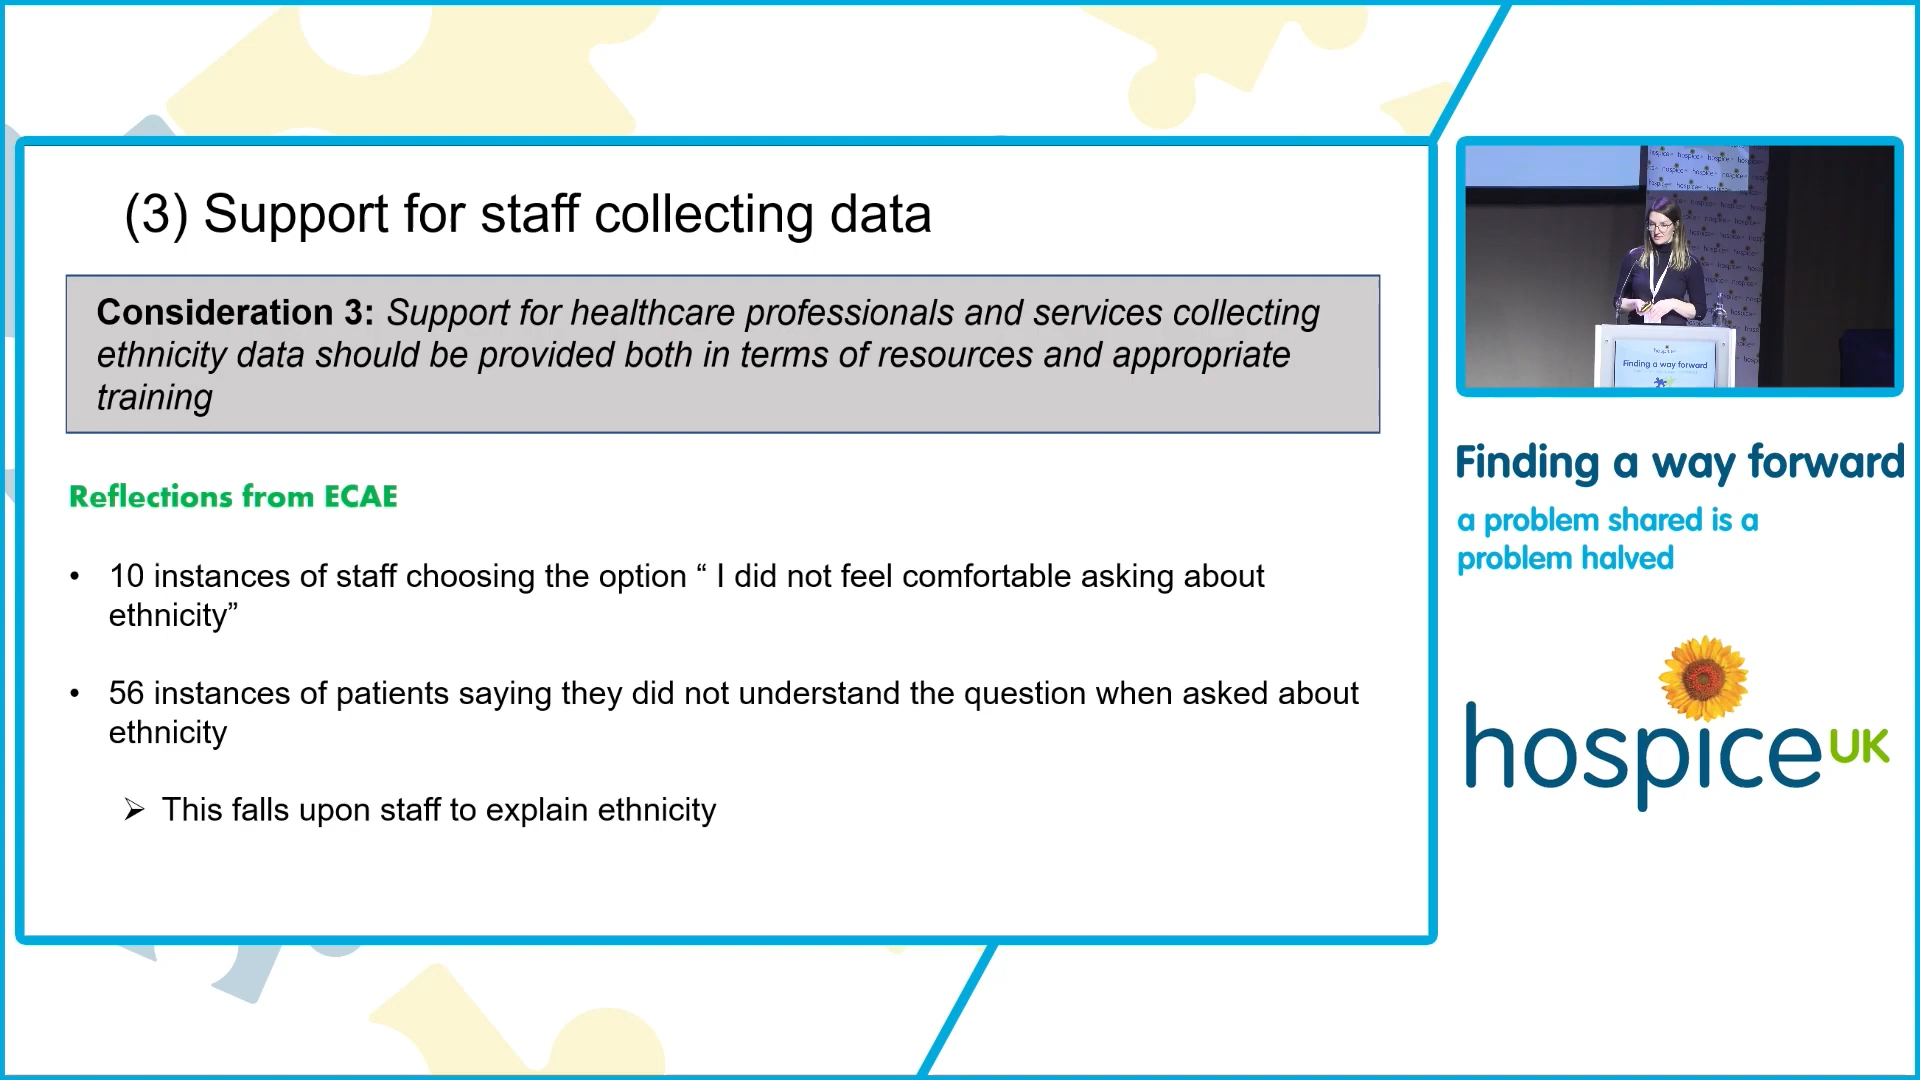 (3) Support for staff collecting data
Consideration 3: Support for healthcare professionals and services collecting
ethnicity data should be provided both in terms of resources and appropriate
training
Reflections from ECAE
• 10 instances of staff choosing the option “ I did not feel comfortable asking about
ethnicity”
• 56 instances of patients saying they did not understand the question when asked about
ethnicity
➢ This falls upon staff to explain ethnicity
hospice
Finding a way forward
Finding a way forward
a problem shared is a
problem halved
hospice UK